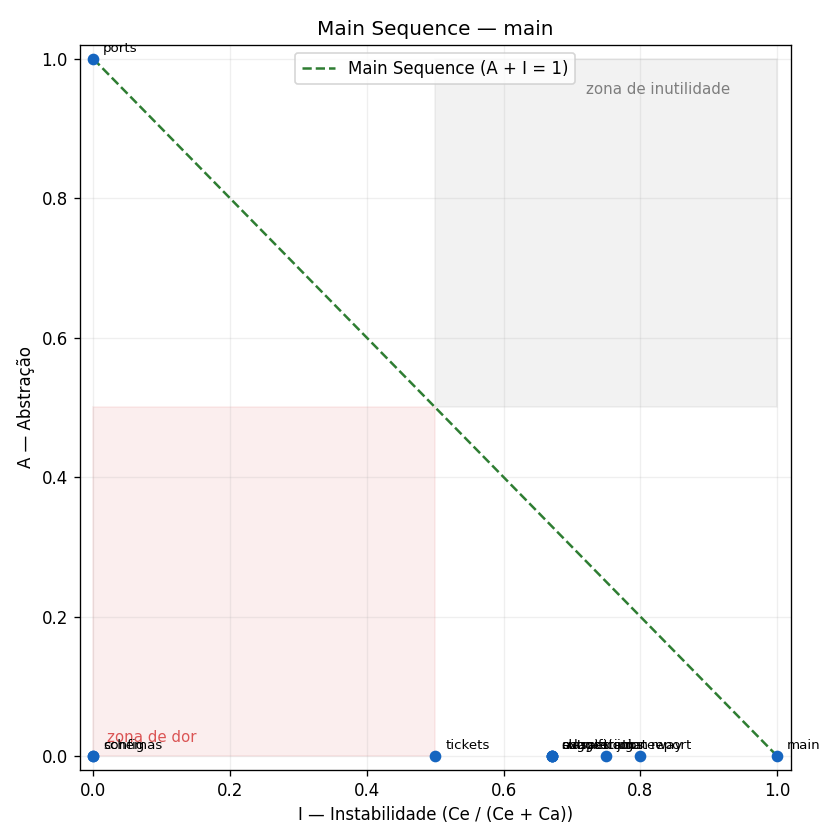 Main Sequence — main
ports
Main Sequence (A + I = 1)
zona de inutilidade
1.0
0.8
0.6
0.4
0.2
0.0
A — Abstração
zona de dor
schemas
tickets
main
0.0
0.2
0.4
0.6
0.8
1.0
I — Instabilidade (Ce / (Ce + Ca))